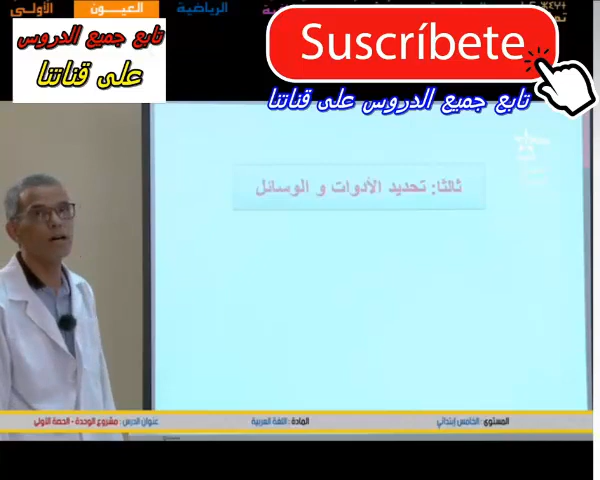 الرياضية
العيون
الأولى
Suscríbete
تابع جميع الدروس
على قناتنا
تابع جميع الدروس على قناتنا
ثالثا: تحديد الأدوات و الوسائل
المستوى: الخامس إبتدائي
المادة: اللغة العربية
عنوان الدرس: مشروع الوحدة - الحصة الأولى